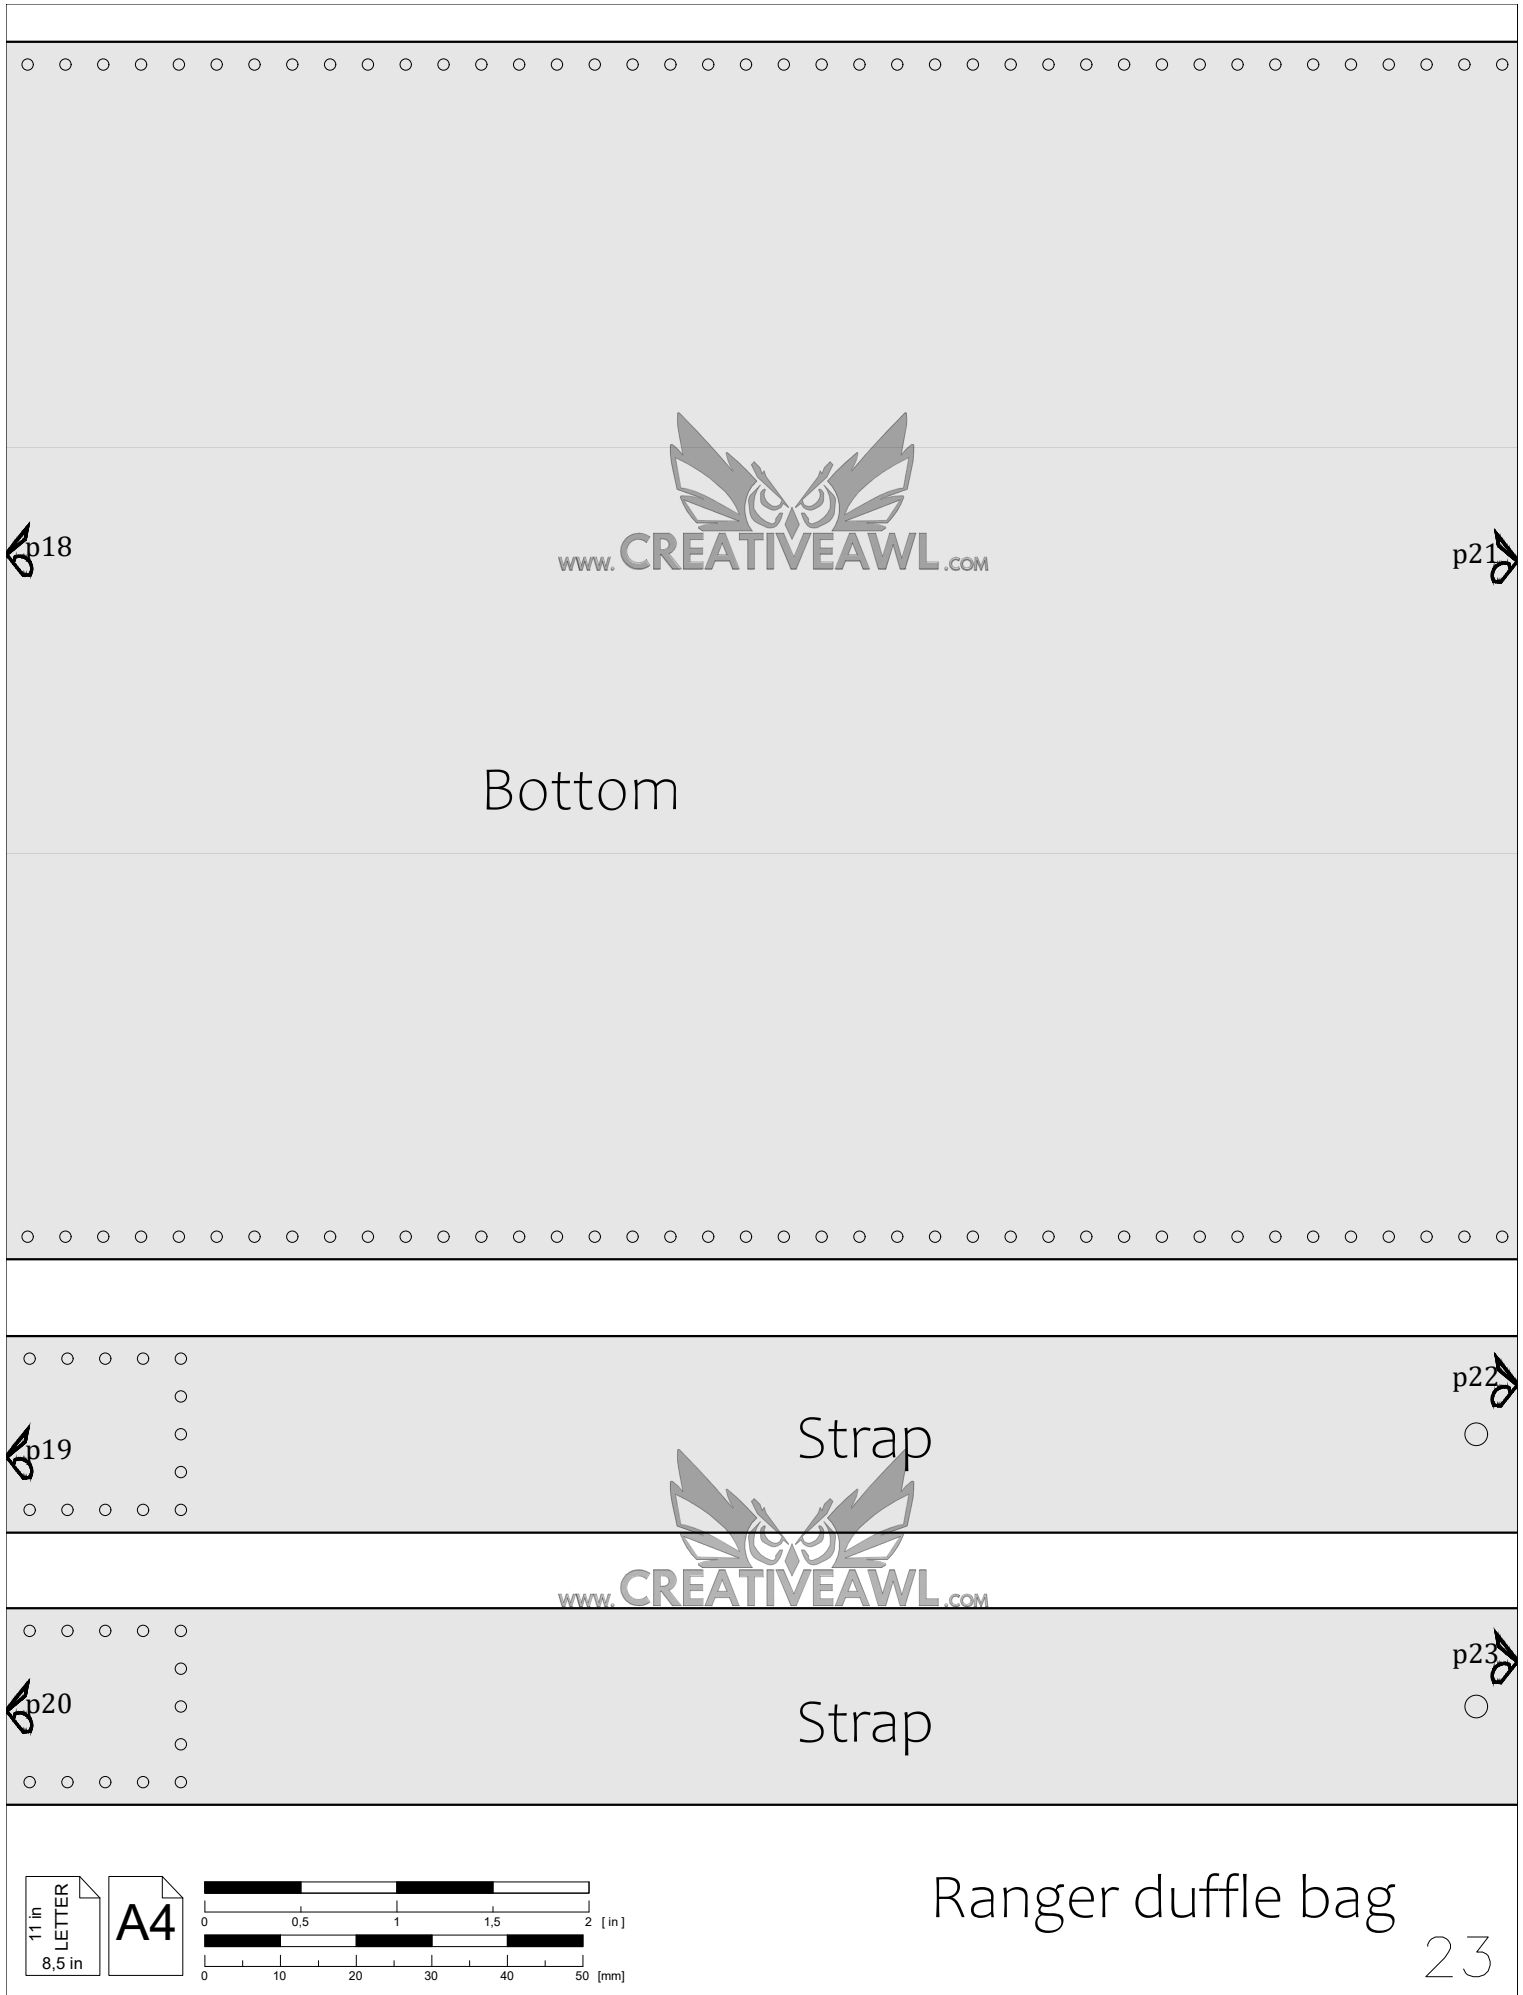 WWW. CREATIVEAWL .COM
p18
p21
Bottom
p22
Strap
p19
WWW. CREATIVEAWL .COM
p23
p20
Strap
11 in
LETTER
8,5 in
A4
0 0,5 1 1,5 2 [ in ]
0 10 20 30 40 50 [mm]
Ranger duffle bag
23